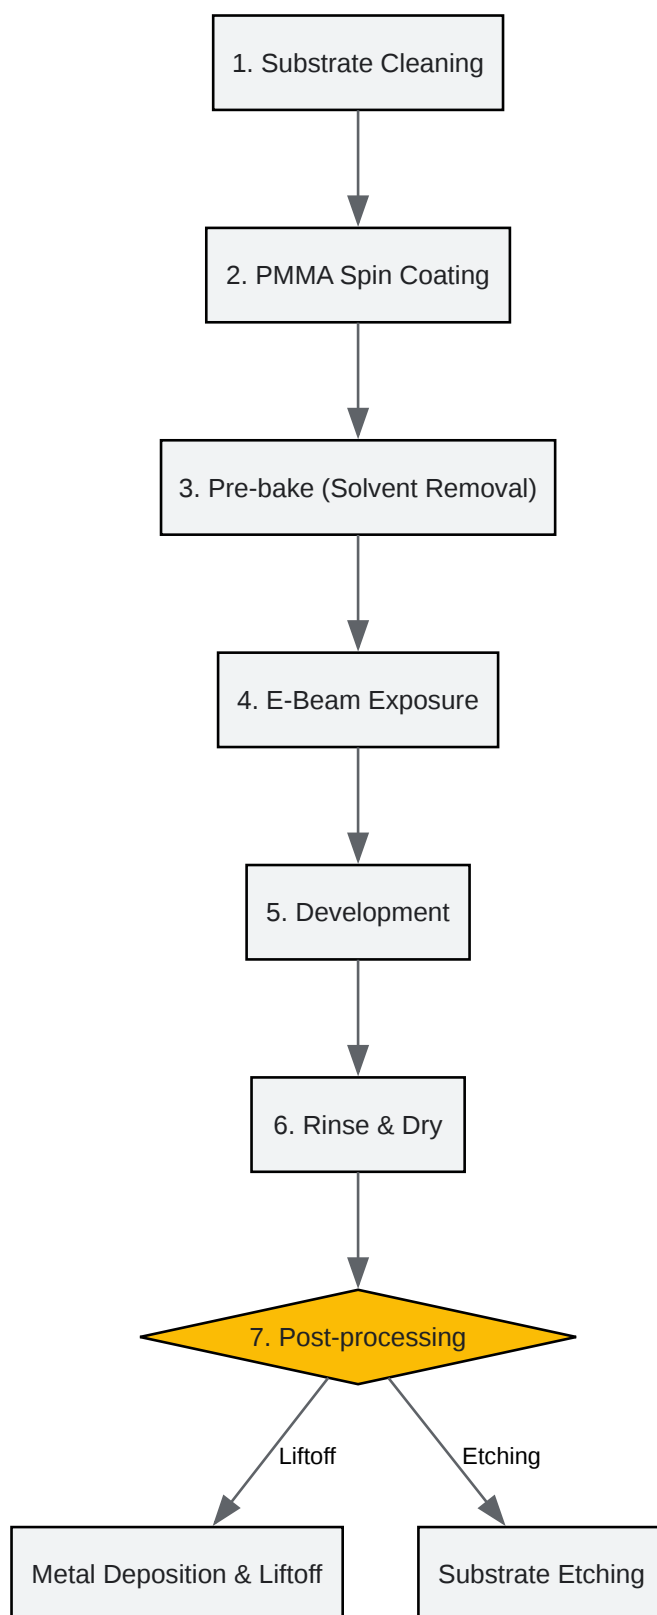 1. Substrate Cleaning
2. PMMA Spin Coating
3. Pre-bake (Solvent Removal)
4. E-Beam Exposure
5. Development
6. Rinse & Dry
7. Post-processing
Liftoff
Etching
Metal Deposition & Liftoff
Substrate Etching